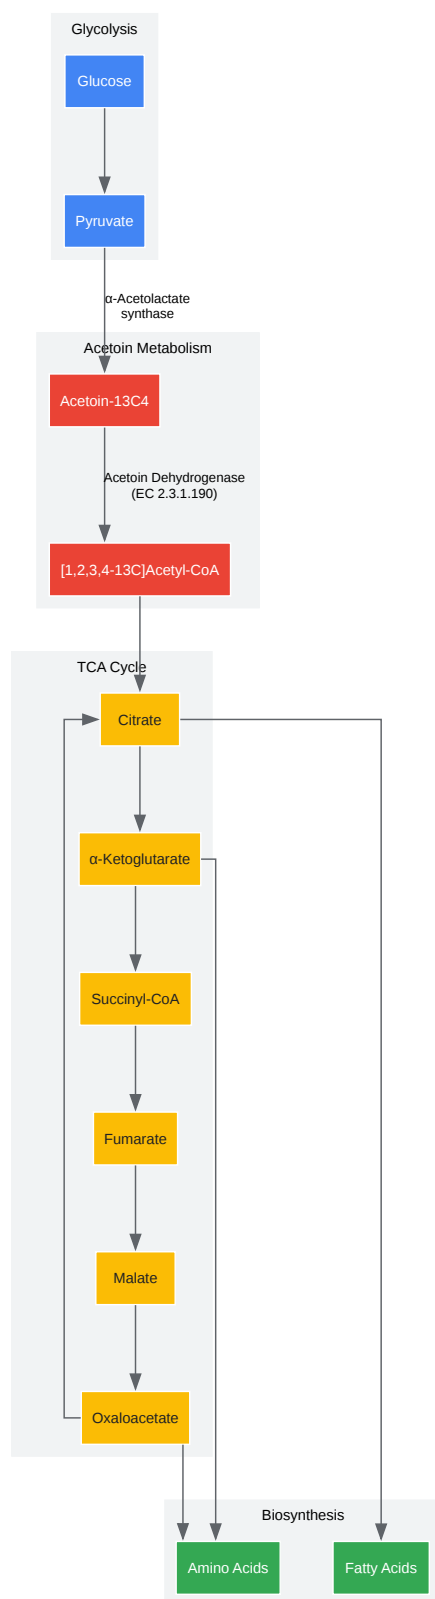 Glycolysis
Glucose
Pyruvate
α-Acetolactate
synthase
Acetoin Metabolism
Acetoin-13C4
Acetoin Dehydrogenase
(EC 2.3.1.190)
[1,2,3,4-13C]Acetyl-CoA
TCA Cycle
Citrate
α-Ketoglutarate
Succinyl-CoA
Fumarate
Malate
Oxaloacetate
Biosynthesis
Amino Acids
Fatty Acids